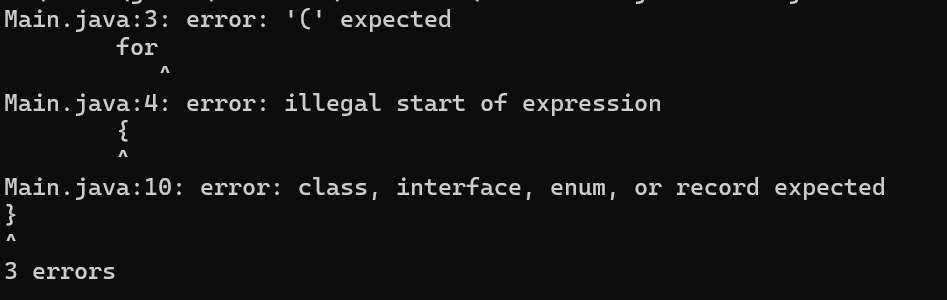 Main.java:3: error: '(' expected
        for
           ^
Main.java:4: error: illegal start of expression
        {
        ^
Main.java:10: error: class, interface, enum, or record expected
}
^
3 errors